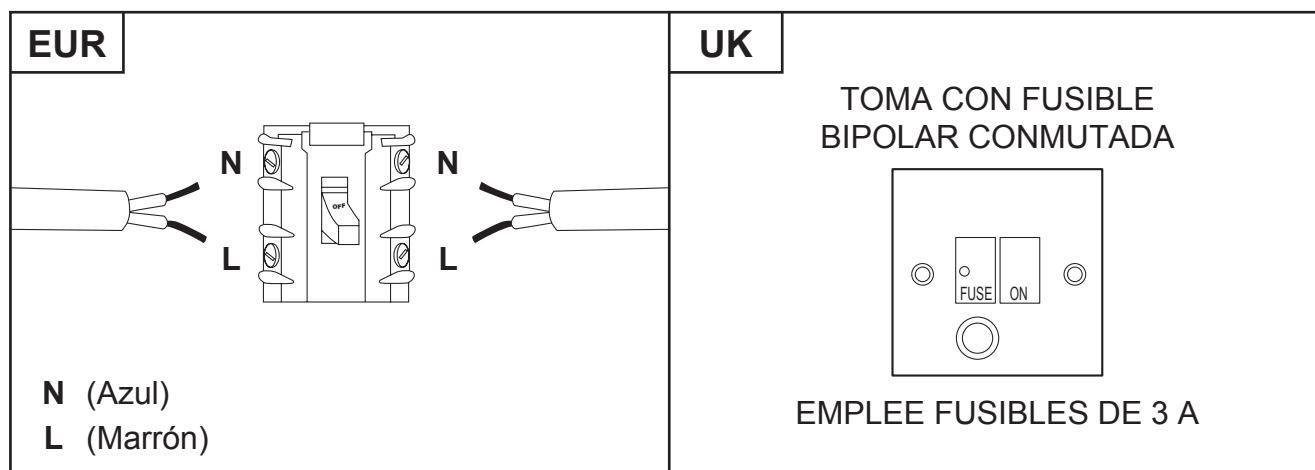 EUR
N
N
OFF
L
L
N (Azul)
L (Marrón)
UK
TOMA CON FUSIBLE
BIPOLAR CONMUTADA
FUSE ON
EMPLEE FUSIBLES DE 3 A